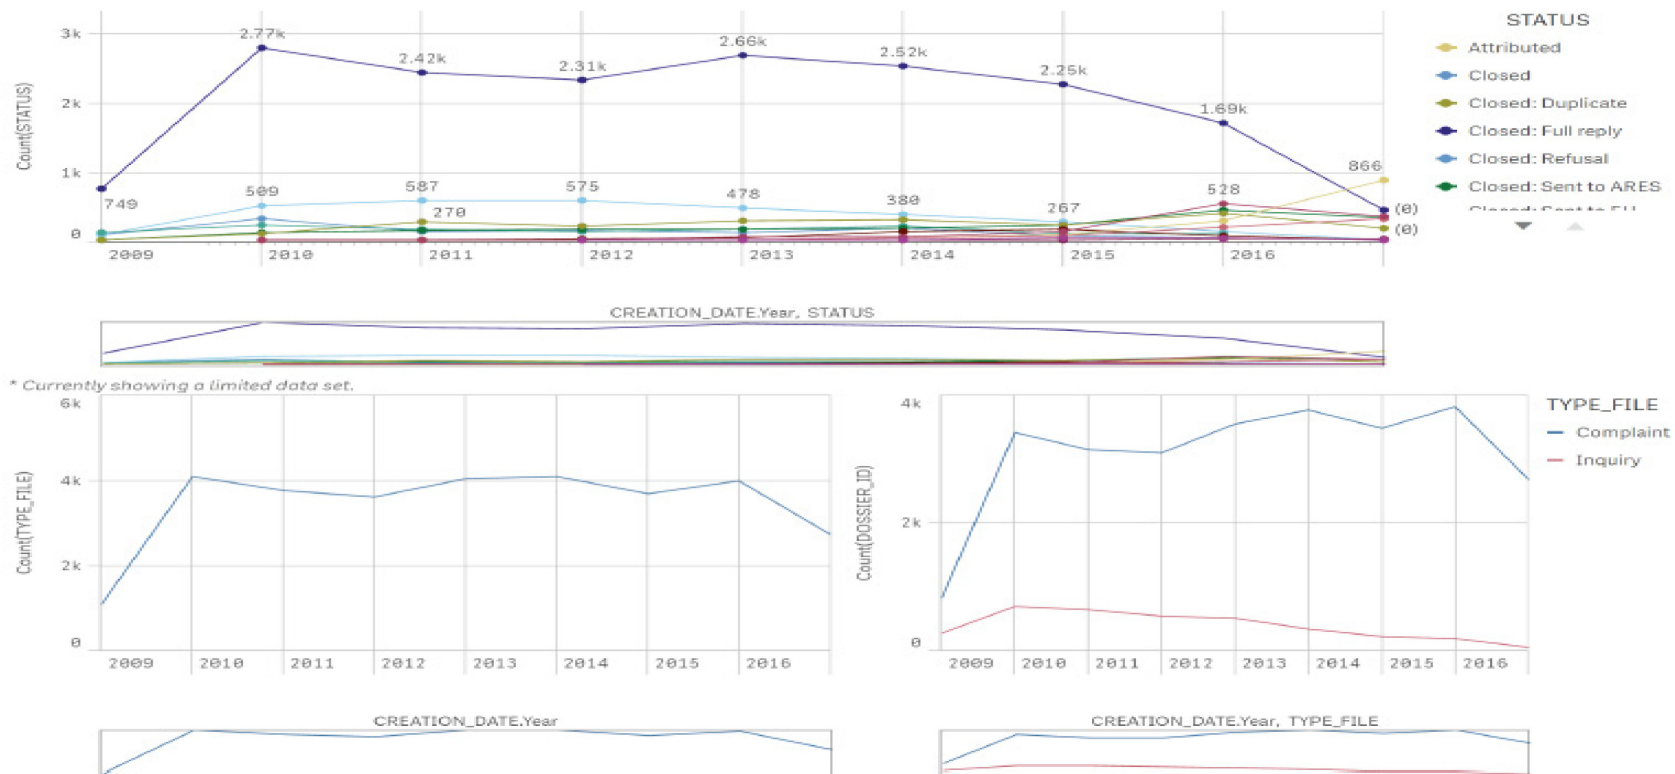 STATUS
Attributed
Closed
Closed: Duplicate
Closed: Full reply
Closed: Refusal
Closed: Sent to ARES
Count(STATUS)
3k
2k
1k
0
2.77k
2.42k
2.31k
2.66k
2.52k
2.25k
1.69k
866
749
509
587
270
575
478
380
267
528
(0)
(0)
2009 2010 2011 2012 2013 2014 2015 2016
CREATION_DATE.Year, STATUS
* Currently showing a limited data set.
Count(TYPE_FILE)
6k
4k
2k
0
2009 2010 2011 2012 2013 2014 2015 2016
CREATION_DATE.Year
Count(DOSSIER_ID)
4k
2k
0
2009 2010 2011 2012 2013 2014 2015 2016
TYPE_FILE
Complaint
Inquiry
CREATION_DATE.Year, TYPE_FILE